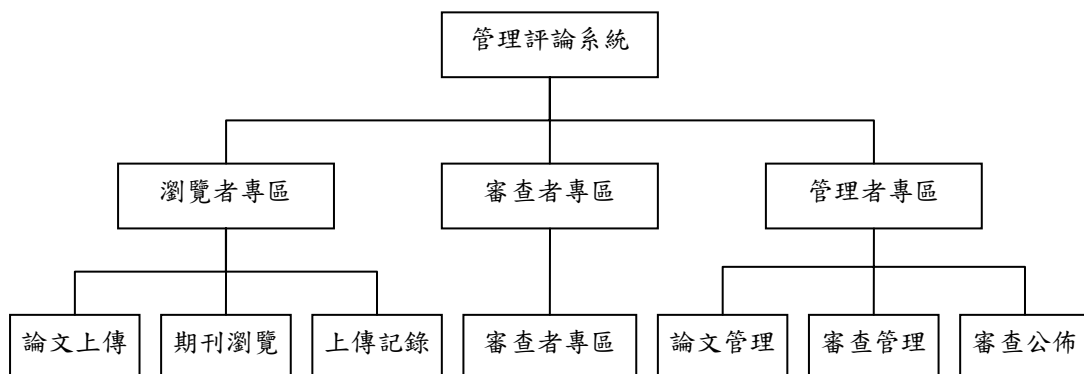 管理評論系統
瀏覽者專區
審查者專區
管理者專區
論文上傳
期刊瀏覽
上傳記錄
審查者專區
論文管理
審查管理
審查公佈